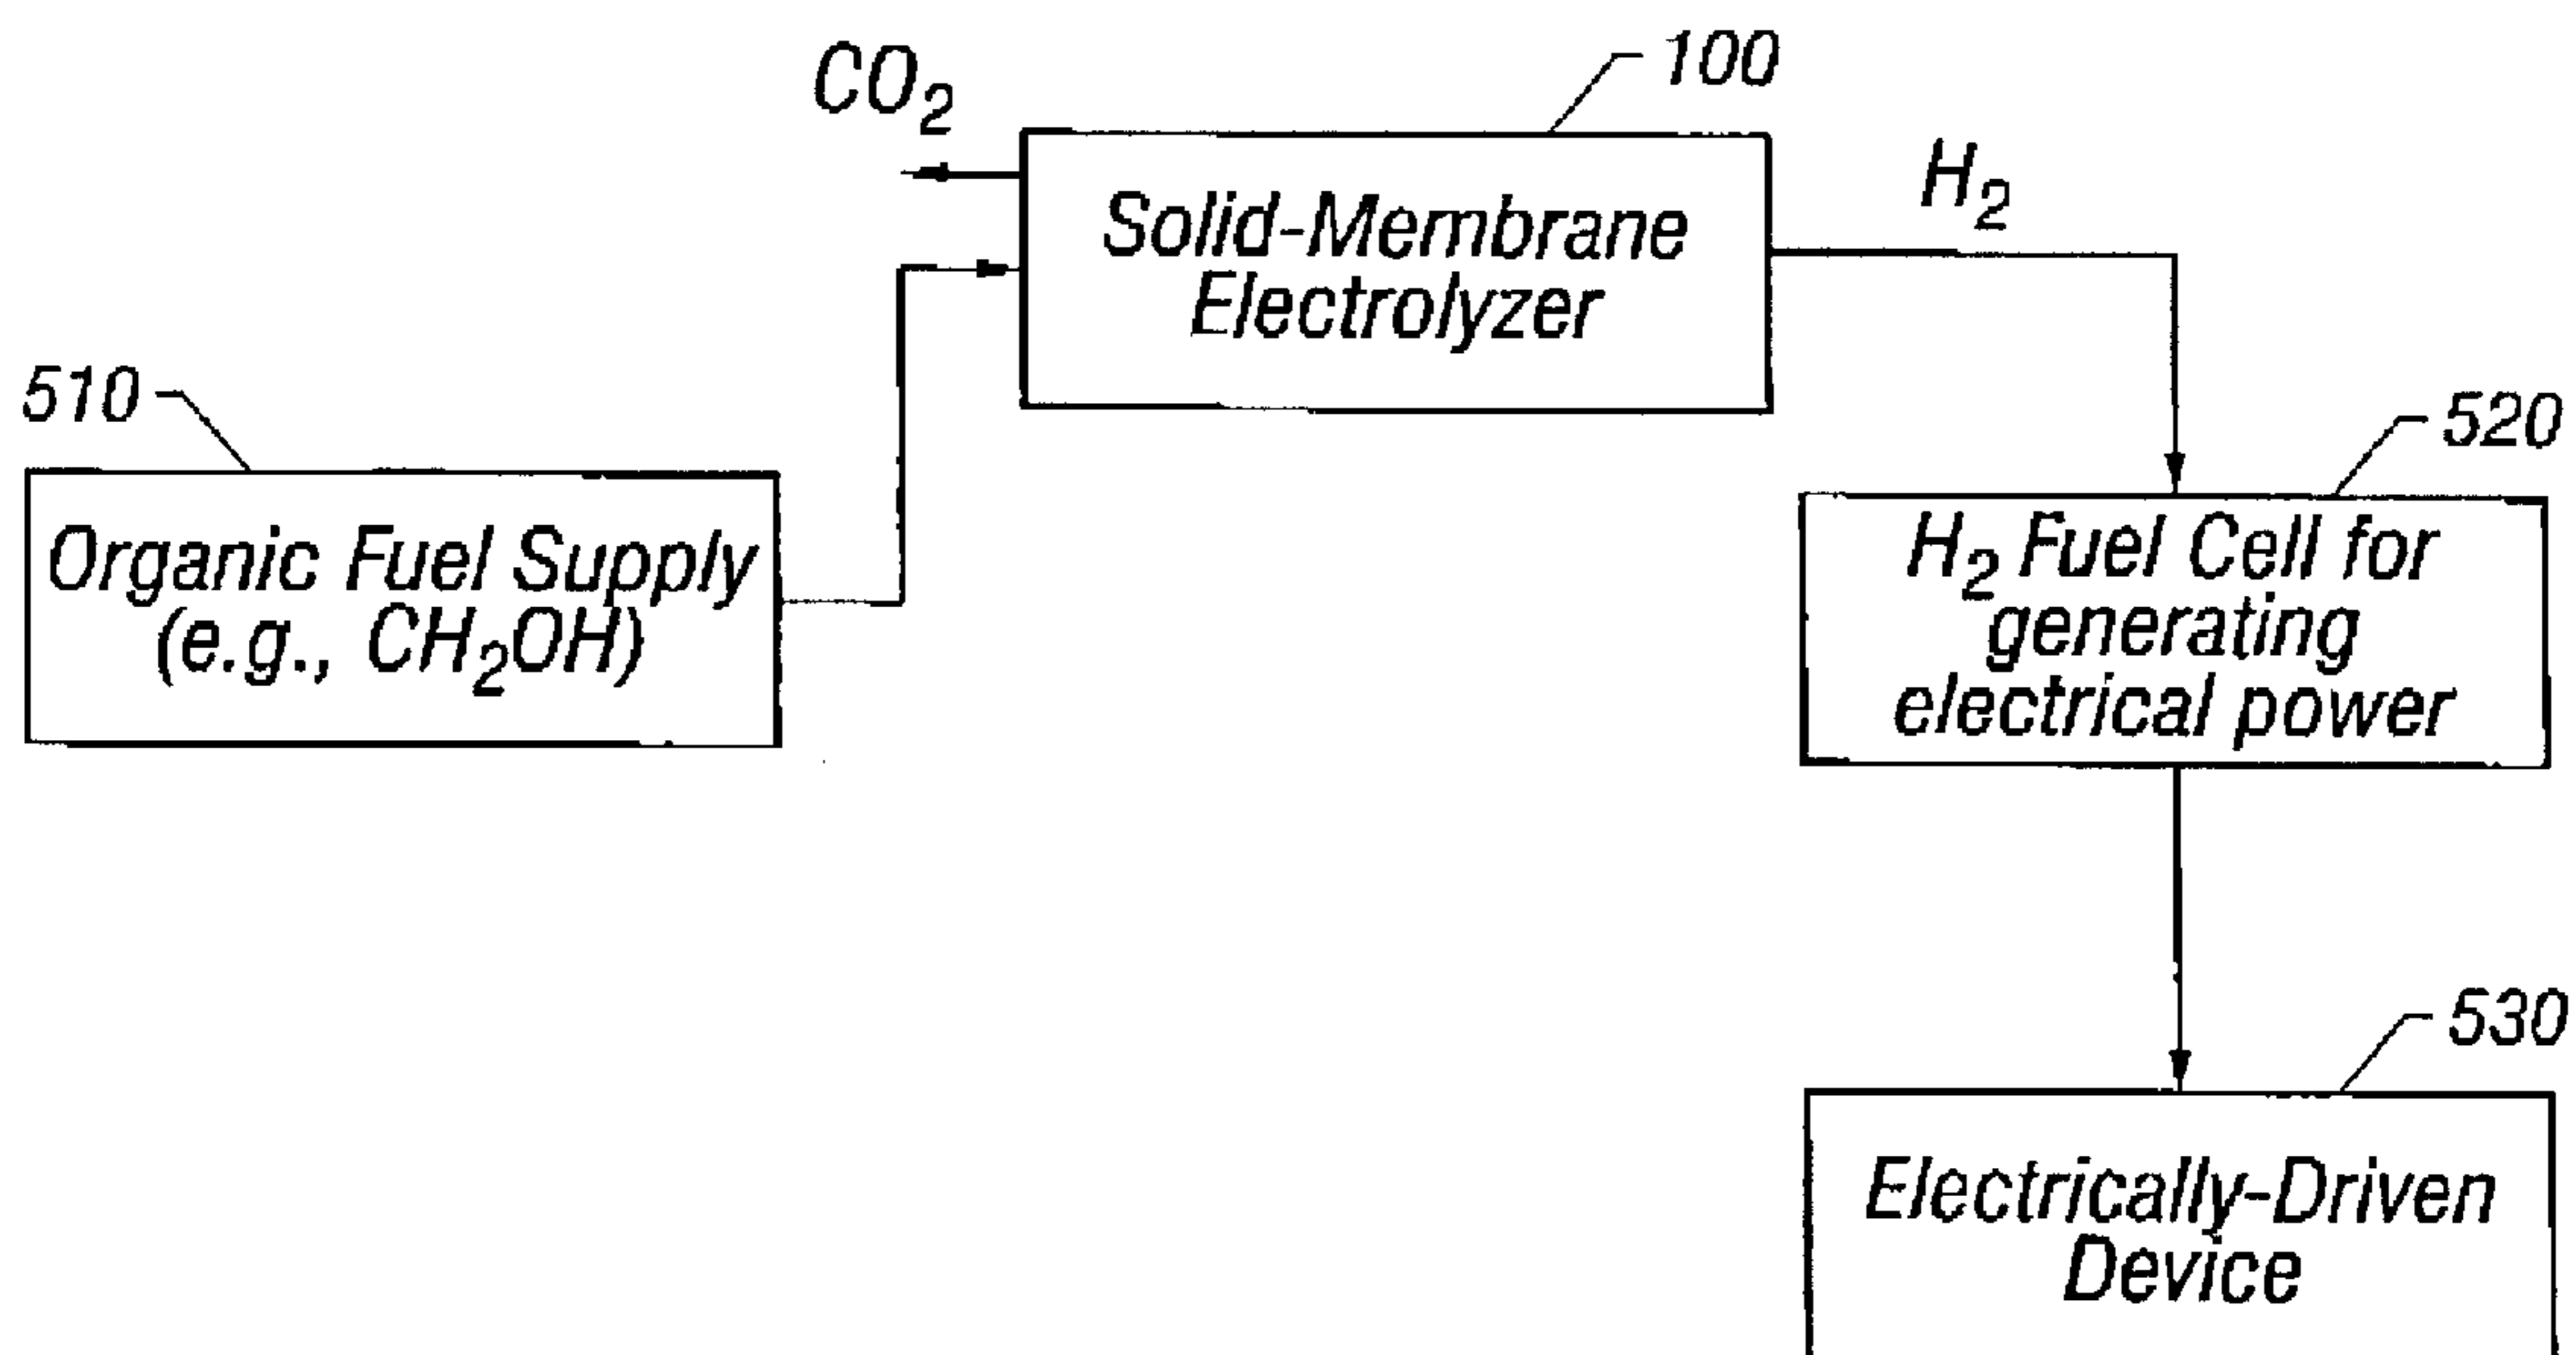 CO₂
100
Solid-Membrane
Electrolyzer
H₂
510
Organic Fuel Supply
(e.g., CH₂OH)
520
H₂ Fuel Cell for
generating
electrical power
530
Electrically-Driven
Device